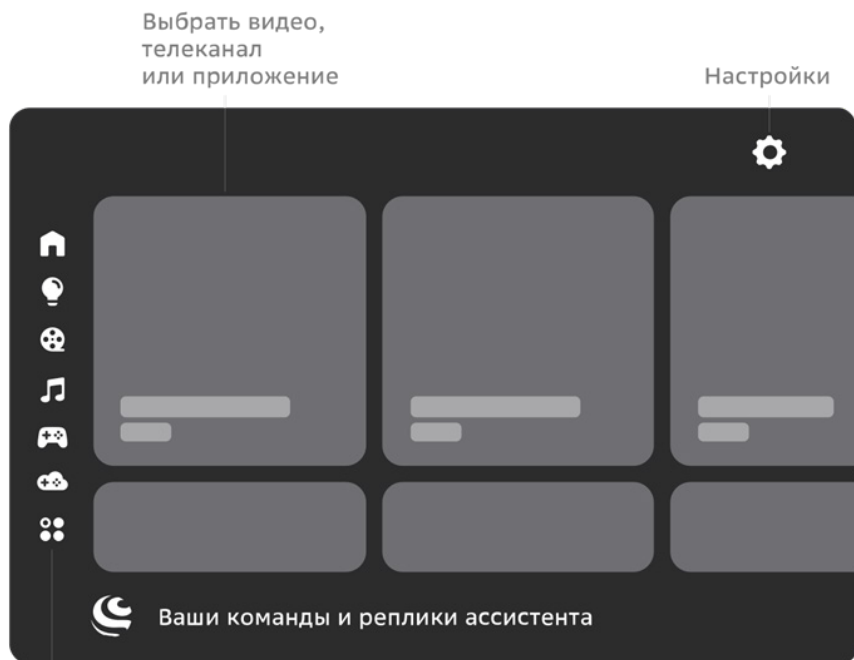 Выбрать видео,
телеканал
или приложение
Настройки
Ваши команды и реплики ассистента